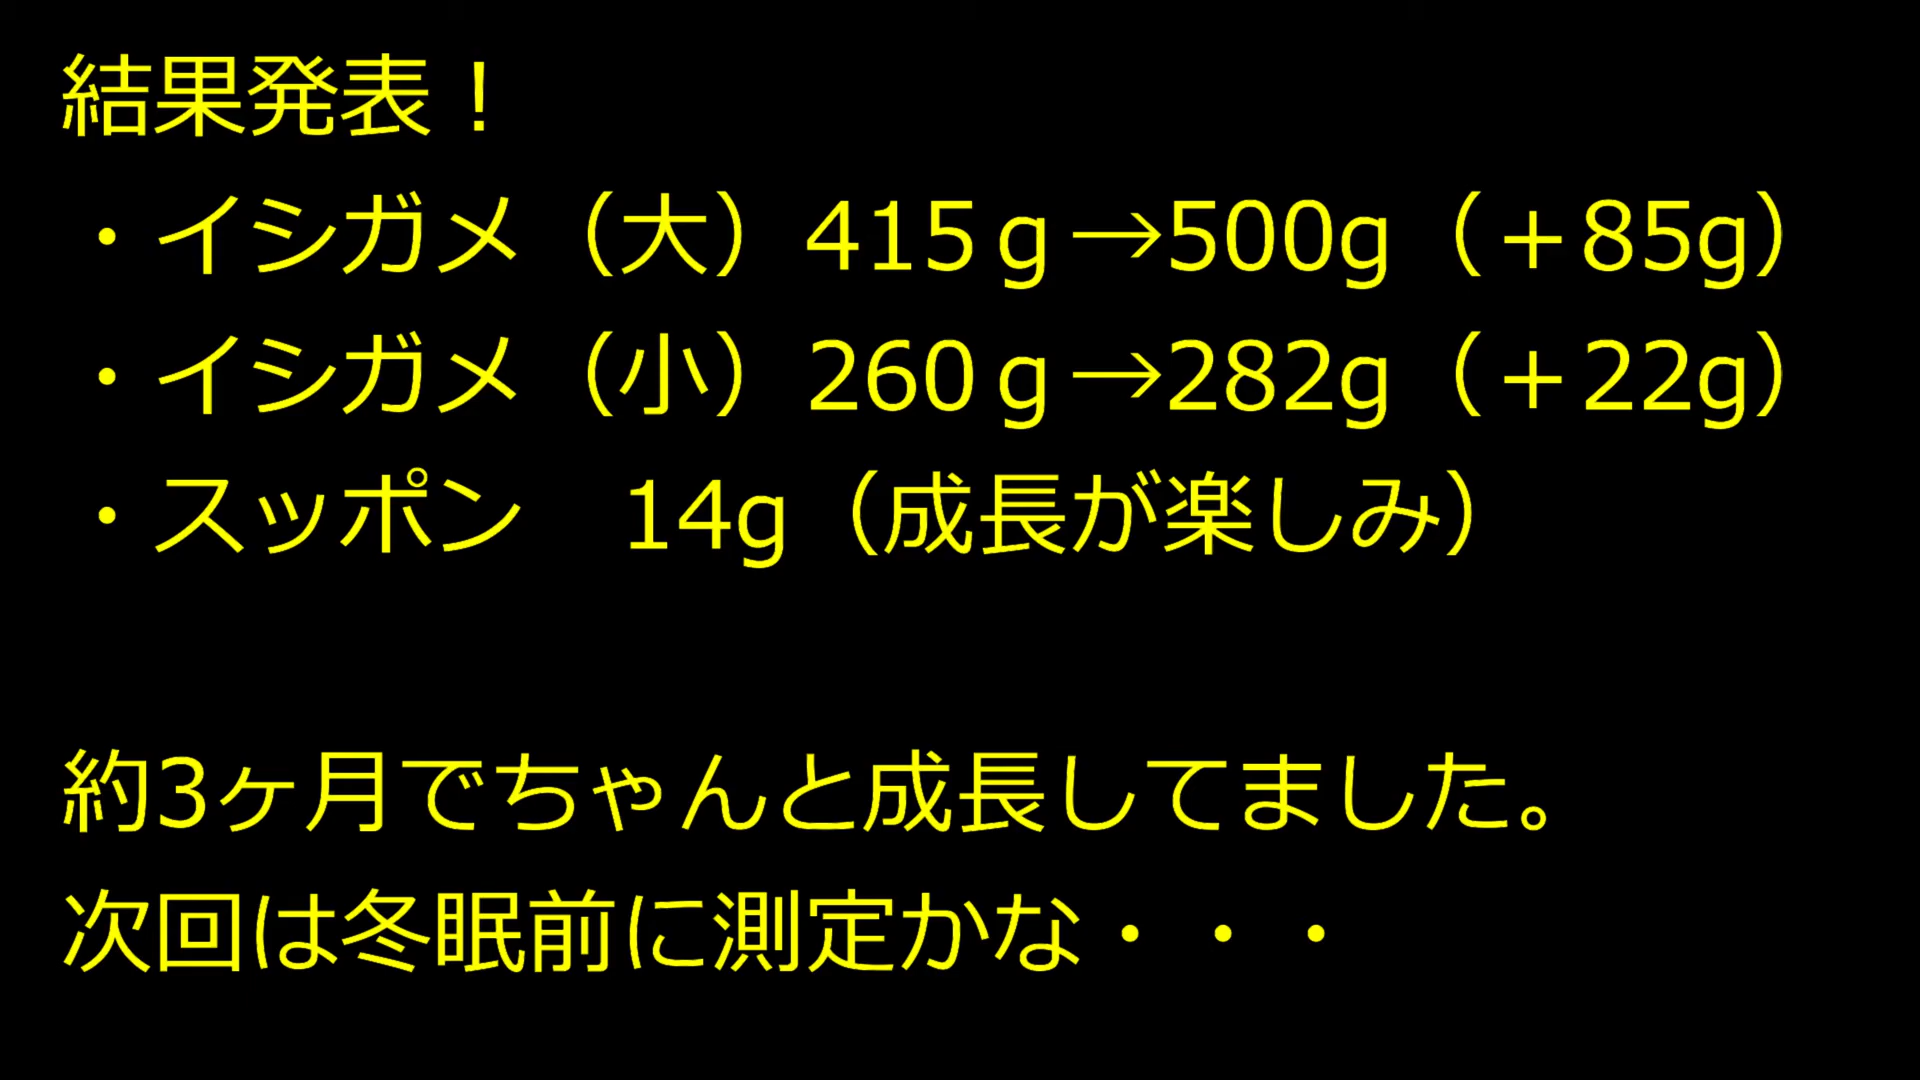 結果発表！
・イシガメ（大）415ｇ→500g（＋85g）
・イシガメ（小）260ｇ→282g（＋22g）
・スッポン　14g（成長が楽しみ）
約3ヶ月でちゃんと成長してました。
次回は冬眠前に測定かな・・・